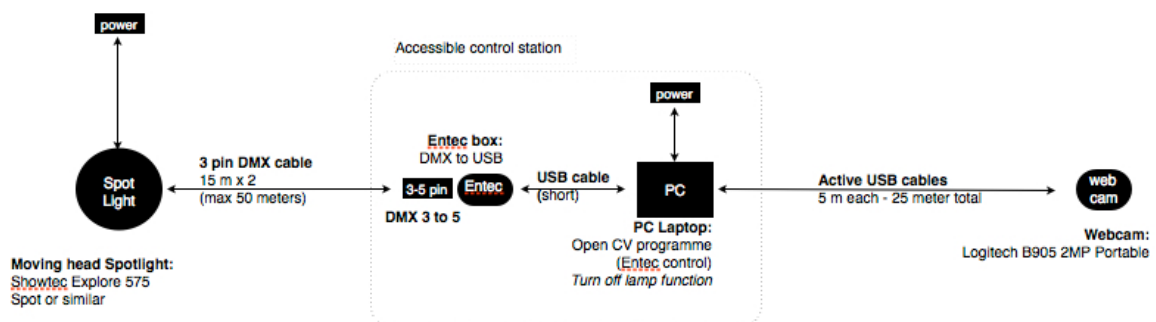 power
Accessible control station
power
Entec box:
DMX to USB
3 pin DMX cable
15 m x 2
(max 50 meters)
USB cable
(short)
Active USB cables
5 m each - 25 meter total
Spot
Light
3-5 pin
Entec
PC
web
cam
DMX 3 to 5
PC Laptop:
Open CV programme
(Entec control)
Turn off lamp function
Webcam:
Logitech B905 2MP Portable
Moving head Spotlight:
Showtec Explore 575
Spot or similar